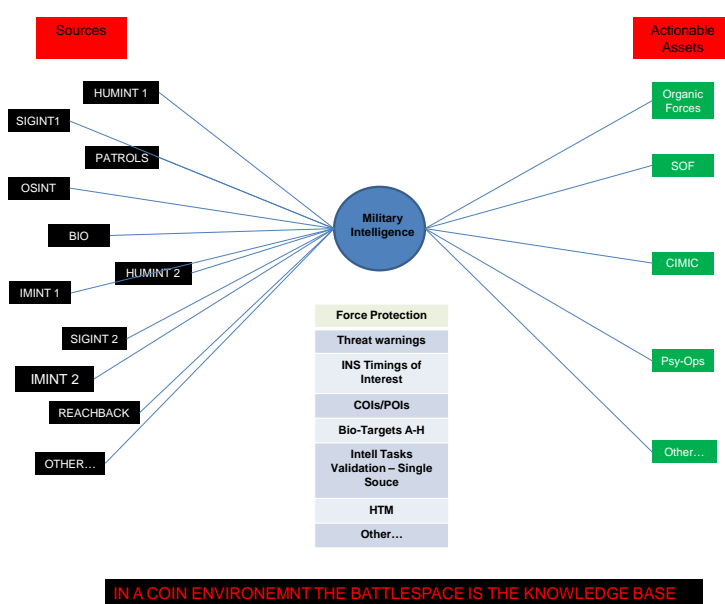 Sources
Actionable
Assets
HUMINT 1
SIGINT1
PATROLS
OSINT
BIO
HUMINT 2
IMINT 1
SIGINT 2
IMINT 2
REACHBACK
OTHER…
Military
Intelligence
Organic
Forces
SOF
CIMIC
Psy-Ops
Other…
Force Protection
Threat warnings
INS Timings of
Interest
COIs/POIs
Bio-Targets A-H
Intell Tasks
Validation – Single
Souce
HTM
Other…
IN A COIN ENVIRONEMNT THE BATTLESPACE IS THE KNOWLEDGE BASE